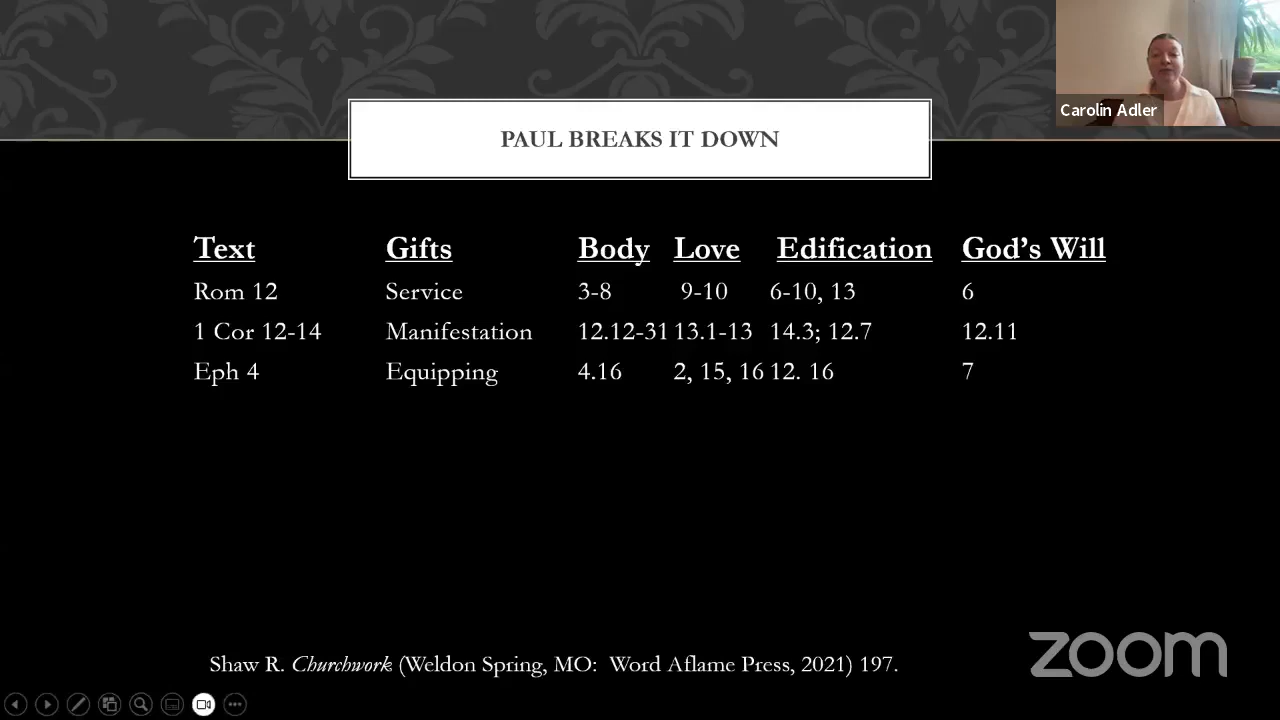 Carolin Adler
PAUL BREAKS IT DOWN
Text Gifts Body Love Edification God’s Will
Rom 12 Service 3-8 9-10 6-10, 13 6
1 Cor 12-14 Manifestation 12.12-31 13.1-13 14.3; 12.7 12.11
Eph 4 Equipping 4.16 2, 15, 16 12. 16 7
Shaw R. Churchwork (Weldon Spring, MO: Word Aflame Press, 2021) 197.
zoom